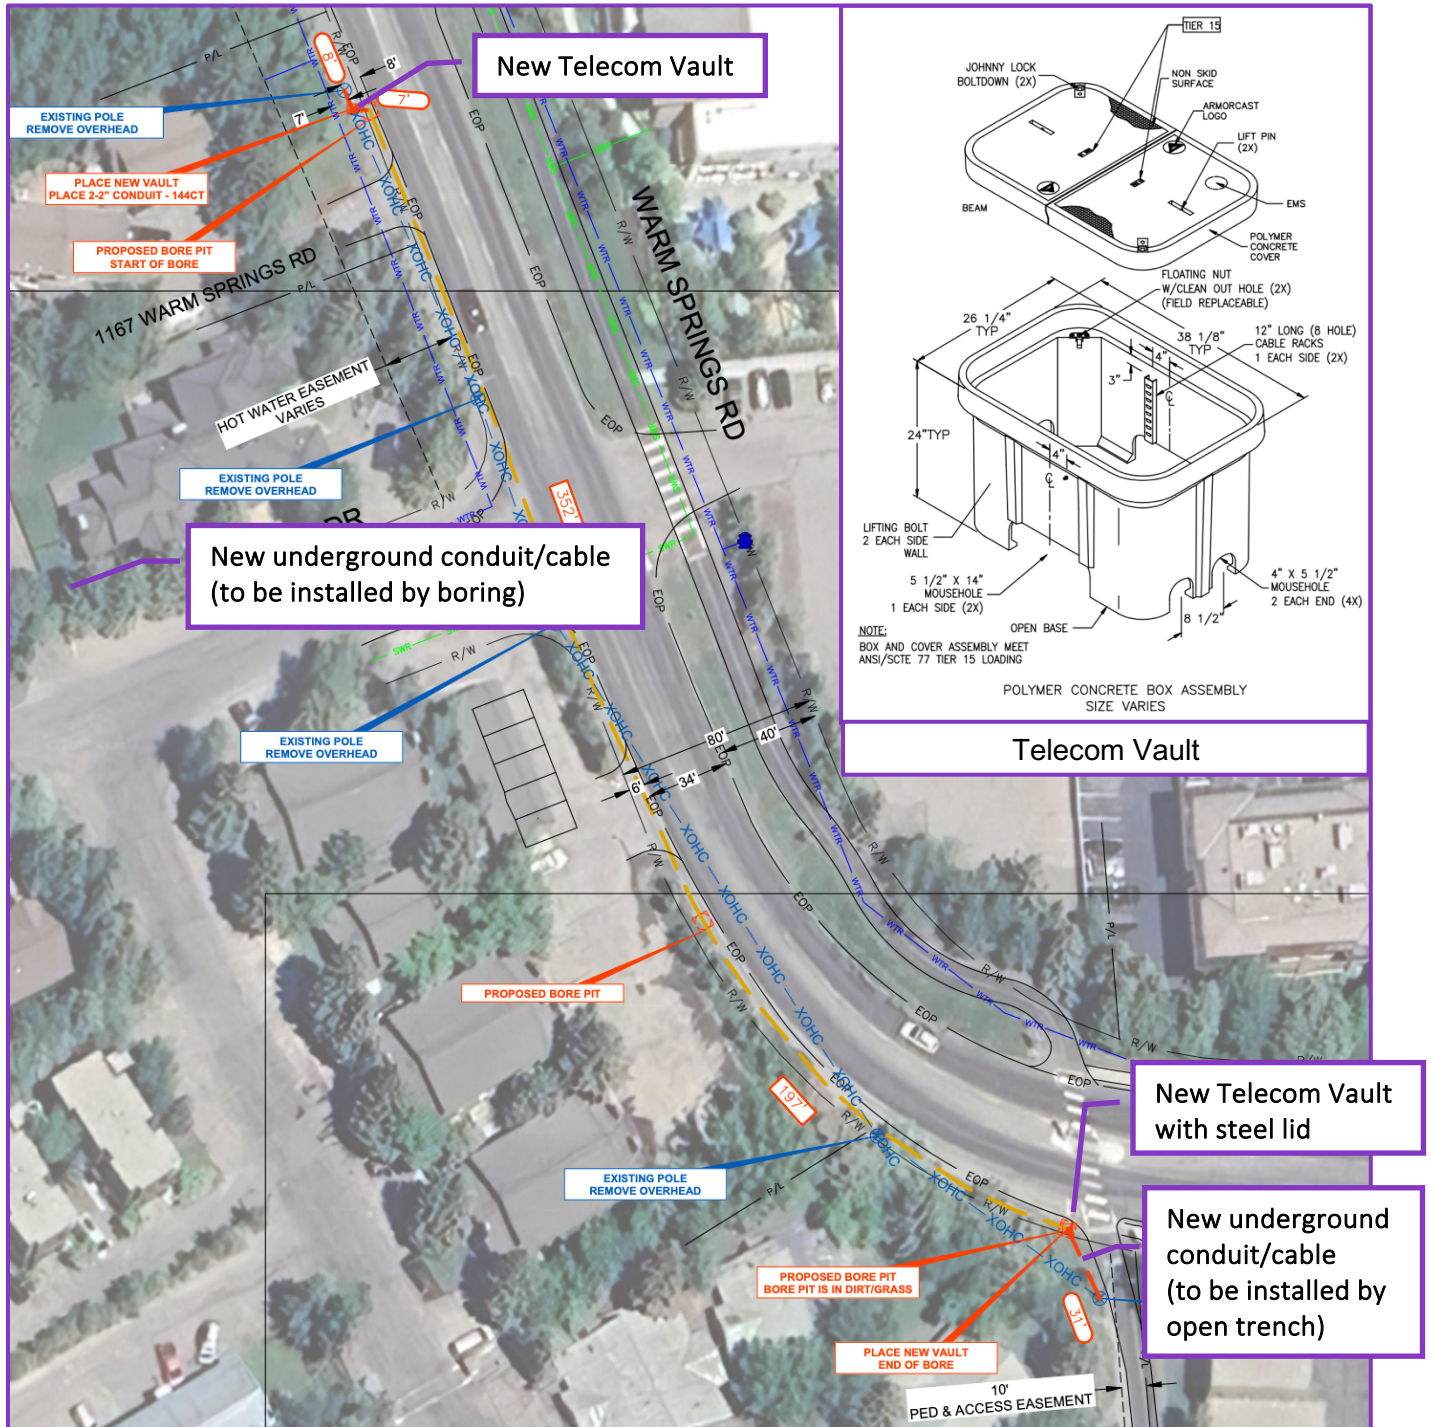 New Telecom Vault
EXISTING POLE
REMOVE OVERHEAD
PLACE NEW VAULT
PLACE 2-2" CONDUIT - 144CT
PROPOSED BORE PIT
START OF BORE
8'
8'
7'
7'
P/L
R/W
EOP
WTR
XOHC
SWR
1167 WARM SPRINGS RD
P/L
WARM SPRINGS RD
HOT WATER EASEMENT
VARIES
EXISTING POLE
REMOVE OVERHEAD
352'
DR
New underground conduit/cable
(to be installed by boring)
EXISTING POLE
REMOVE OVERHEAD
80'
40'
6'
34'
PROPOSED BORE PIT
197'
EXISTING POLE
REMOVE OVERHEAD
P/L
P/L
PROPOSED BORE PIT
BORE PIT IS IN DIRT/GRASS
PLACE NEW VAULT
END OF BORE
31'
10'
PED & ACCESS EASEMENT
New Telecom Vault
with steel lid
New underground
conduit/cable
(to be installed by
open trench)
TIER 15
JOHNNY LOCK
BOLTDOWN (2X)
NON SKID
SURFACE
ARMORCAST
LOGO
LIFT PIN
(2X)
EMS
BEAM
POLYMER
CONCRETE
COVER
FLOATING NUT
W/CLEAN OUT HOLE (2X)
(FIELD REPLACEABLE)
26 1/4"
TYP
38 1/8"
TYP
12" LONG (8 HOLE)
CABLE RACKS
1 EACH SIDE (2X)
4"
3"
24"TYP
4"
LIFTING BOLT
2 EACH SIDE
WALL
5 1/2" X 14"
MOUSEHOLE
1 EACH SIDE (2X)
4" X 5 1/2"
MOUSEHOLE
2 EACH END (4X)
8 1/2"
OPEN BASE
NOTE:
BOX AND COVER ASSEMBLY MEET
ANSI/SCTE 77 TIER 15 LOADING
POLYMER CONCRETE BOX ASSEMBLY
SIZE VARIES
Telecom Vault